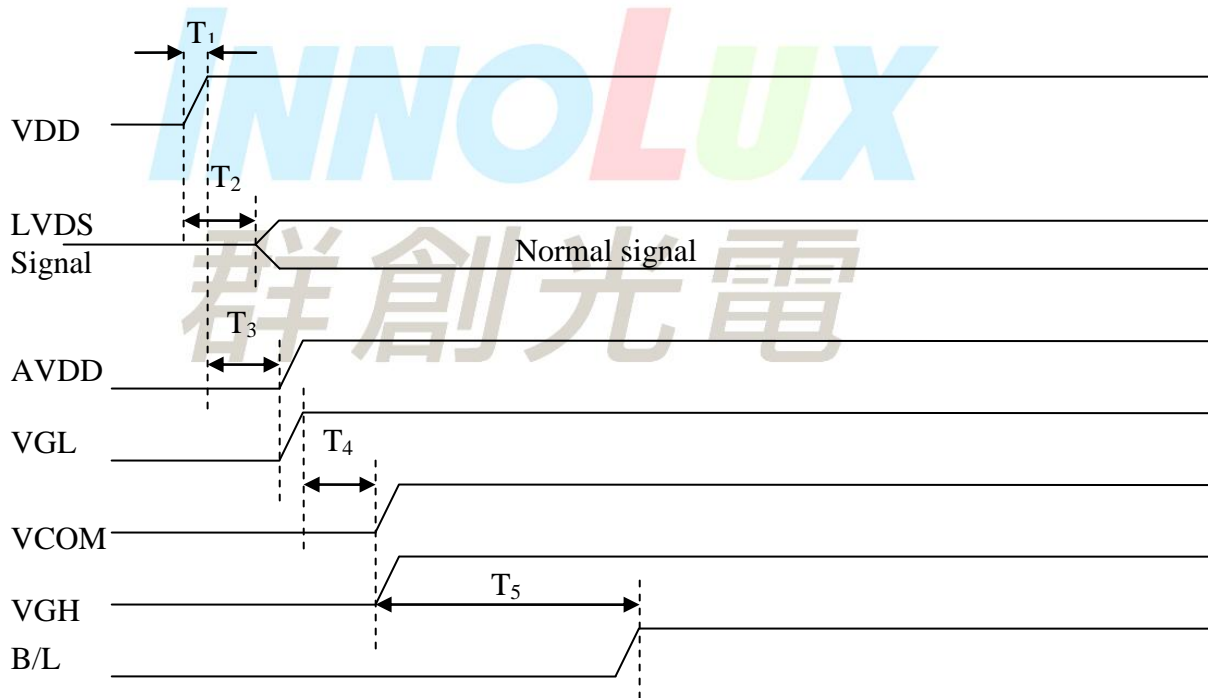 T₁
INNOLUX
VDD
T₂
LVDS
Signal
Normal signal
群創光電
T₃
AVDD
VGL
T₄
VCOM
VGH
T₅
B/L